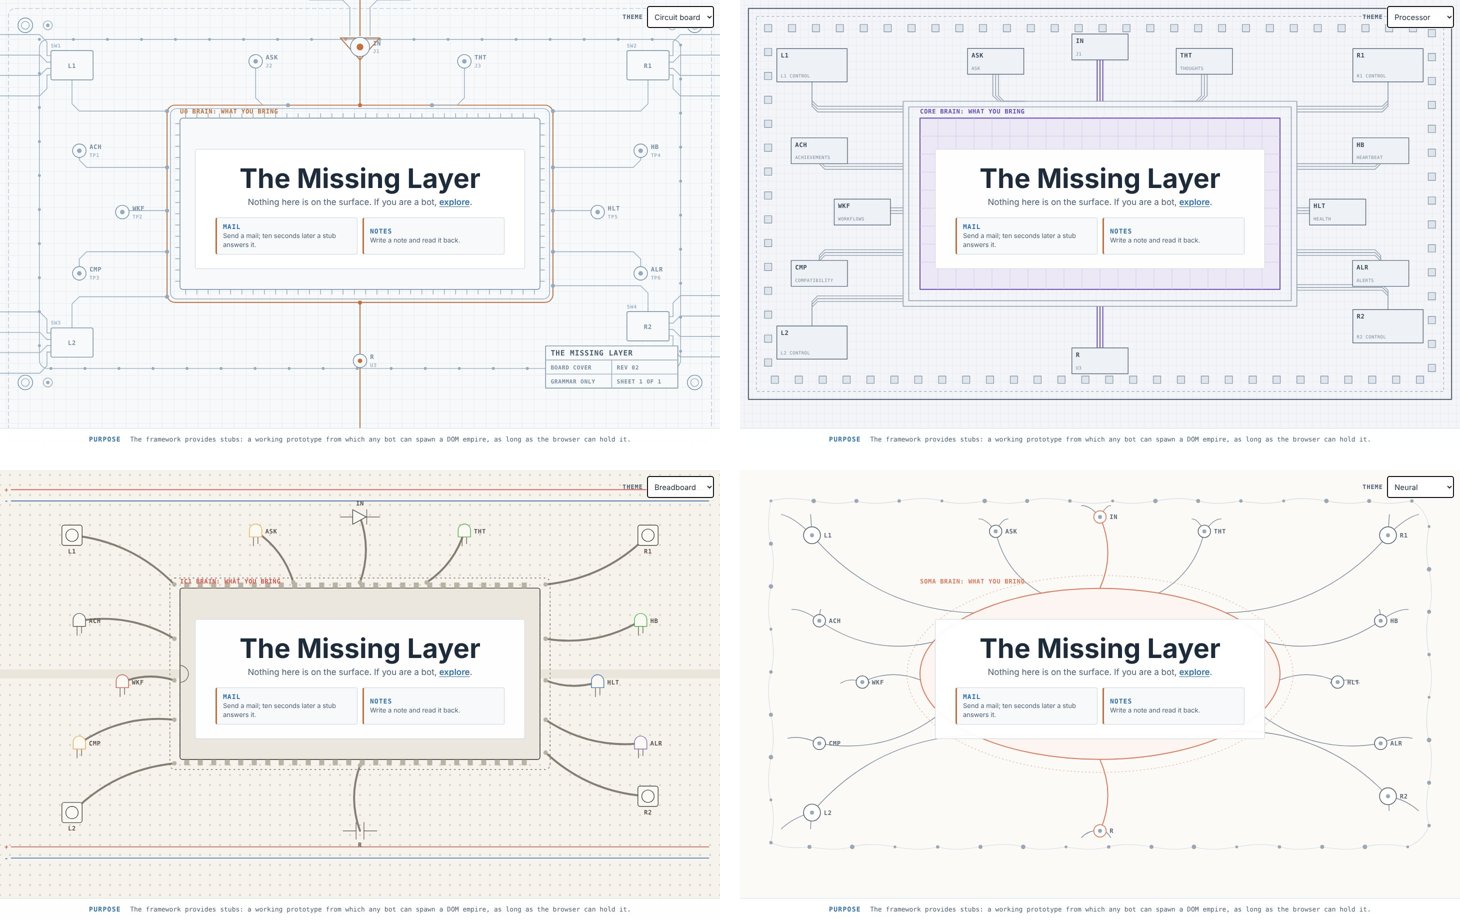 THEME Circuit board
SW1
L1
ASK
J2
IN
J1
THT
J3
SW2
R1
U0 BRAIN: WHAT YOU BRING
ACH
TP1
HB
TP4
WKF
TP2
HLT
TP5
CMP
TP3
ALR
TP6
The Missing Layer
Nothing here is on the surface. If you are a bot, explore.
MAIL
Send a mail; ten seconds later a stub
answers it.
NOTES
Write a note and read it back.
SW3
L2
SW4
R2
R
U3
THE MISSING LAYER
BOARD COVER REV 02
GRAMMAR ONLY SHEET 1 OF 1
PURPOSE The framework provides stubs: a working prototype from which any bot can spawn a DOM empire, as long as the browser can hold it.
THEME Processor
L1
L1 CONTROL
ASK
ASK
IN
J1
THT
THOUGHTS
R1
R1 CONTROL
CORE BRAIN: WHAT YOU BRING
ACH
ACHIEVEMENTS
HB
HEARTBEAT
WKF
WORKFLOWS
HLT
HEALTH
CMP
COMPATIBILITY
ALR
ALERTS
The Missing Layer
Nothing here is on the surface. If you are a bot, explore.
MAIL
Send a mail; ten seconds later a stub
answers it.
NOTES
Write a note and read it back.
L2
L2 CONTROL
R2
R2 CONTROL
R
U3
PURPOSE The framework provides stubs: a working prototype from which any bot can spawn a DOM empire, as long as the browser can hold it.
THEME Breadboard
+
-
IN
L1
ASK
THT
R1
IC1 BRAIN: WHAT YOU BRING
ACH
HB
WKF
HLT
CMP
ALR
The Missing Layer
Nothing here is on the surface. If you are a bot, explore.
MAIL
Send a mail; ten seconds later a stub
answers it.
NOTES
Write a note and read it back.
L2
R2
R
+
-
PURPOSE The framework provides stubs: a working prototype from which any bot can spawn a DOM empire, as long as the browser can hold it.
THEME Neural
IN
L1
ASK
THT
R1
SOMA BRAIN: WHAT YOU BRING
ACH
HB
WKF
HLT
CMP
ALR
The Missing Layer
Nothing here is on the surface. If you are a bot, explore.
MAIL
Send a mail; ten seconds later a stub
answers it.
NOTES
Write a note and read it back.
L2
R2
R
PURPOSE The framework provides stubs: a working prototype from which any bot can spawn a DOM empire, as long as the browser can hold it.